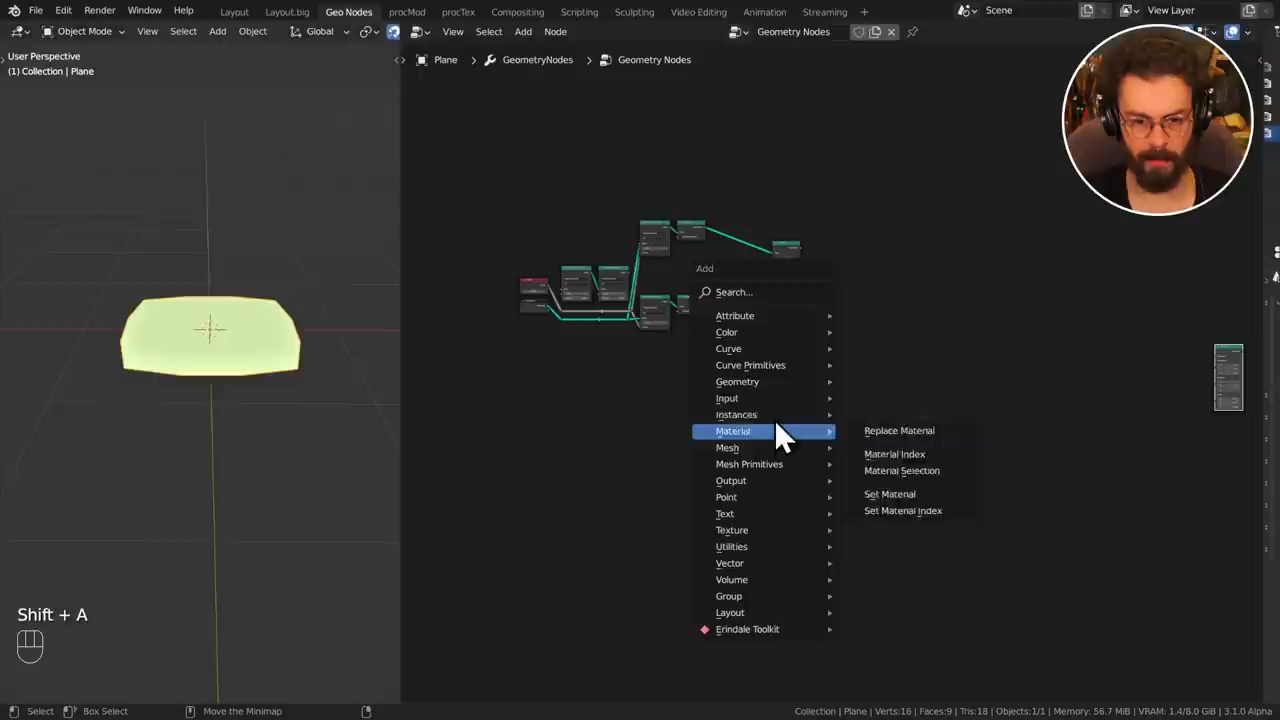 File Edit Render Window Help Layout Layout.big Geo Nodes procMod procTex Compositing Scripting Sculpting Video Editing Animation Streaming + Scene View Layer
Object Mode View Select Add Object Global View Select Add Node Geometry Nodes
User Perspective
(1) Collection | Plane
Plane > GeometryNodes > Geometry Nodes
Add
Search...
Attribute
Color
Curve
Curve Primitives
Geometry
Input
Instances
Material
Mesh
Mesh Primitives
Output
Point
Text
Texture
Utilities
Vector
Volume
Group
Layout
Erindale Toolkit
Replace Material
Material Index
Material Selection
Set Material
Set Material Index
Shift + A
Select Box Select Move the Minimap Collection | Plane | Verts:16 | Faces:9 | Tris:18 | Objects:1/1 | Memory: 56.7 MiB | VRAM: 1.4/8.0 GiB | 3.1.0 Alpha